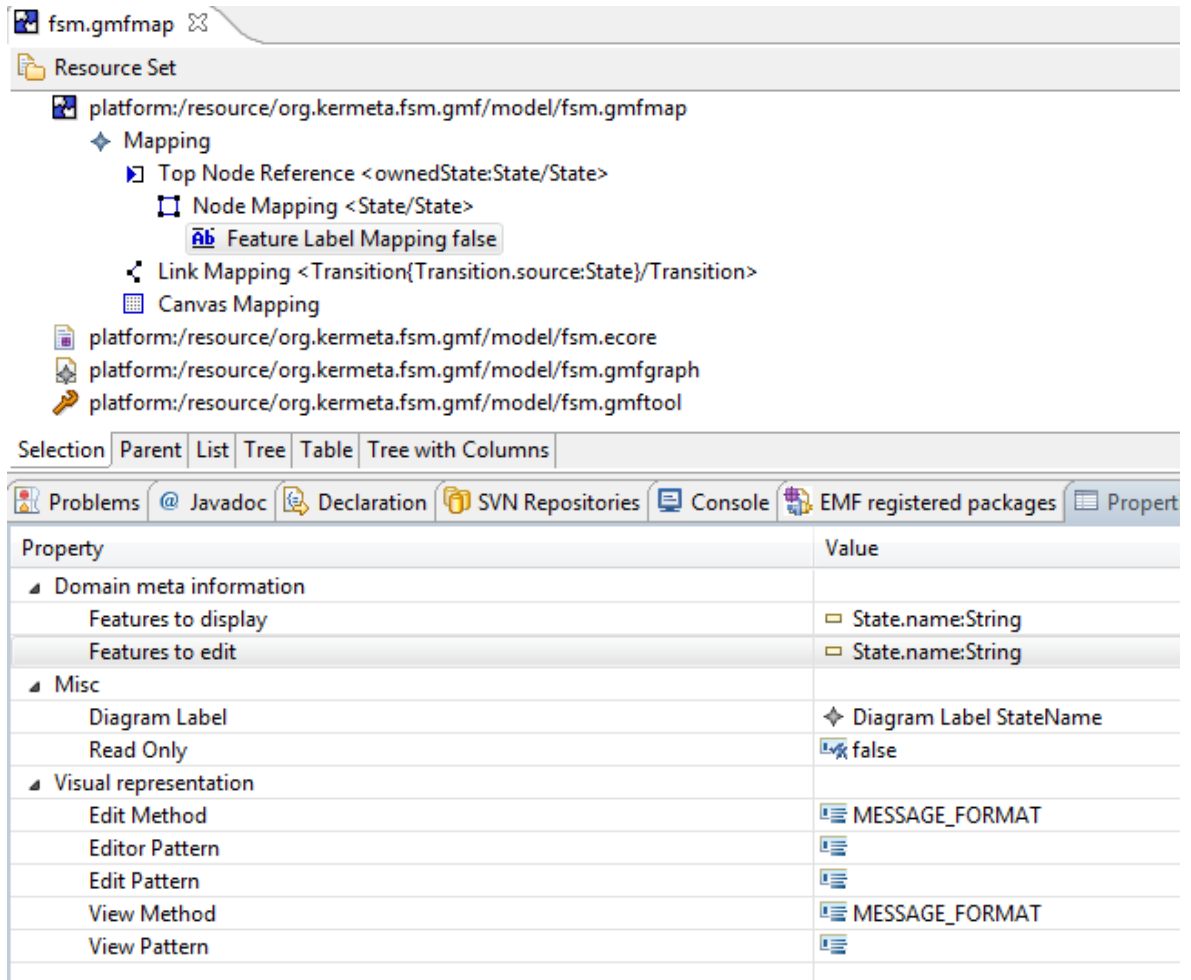 fsm.gmfmap
Resource Set
platform:/resource/org.kermeta.fsm.gmf/model/fsm.gmfmap
Mapping
Top Node Reference <ownedState:State/State>
Node Mapping <State/State>
Feature Label Mapping false
Link Mapping <Transition{Transition.source:State}/Transition>
Canvas Mapping
platform:/resource/org.kermeta.fsm.gmf/model/fsm.ecore
platform:/resource/org.kermeta.fsm.gmf/model/fsm.gmfgraph
platform:/resource/org.kermeta.fsm.gmf/model/fsm.gmftool
Selection Parent List Tree Table Tree with Columns
Problems @ Javadoc Declaration SVN Repositories Console EMF registered packages Propert
Property Value
Domain meta information
Features to display State.name:String
Features to edit State.name:String
Misc
Diagram Label Diagram Label StateName
Read Only false
Visual representation
Edit Method MESSAGE_FORMAT
Editor Pattern
Edit Pattern
View Method MESSAGE_FORMAT
View Pattern